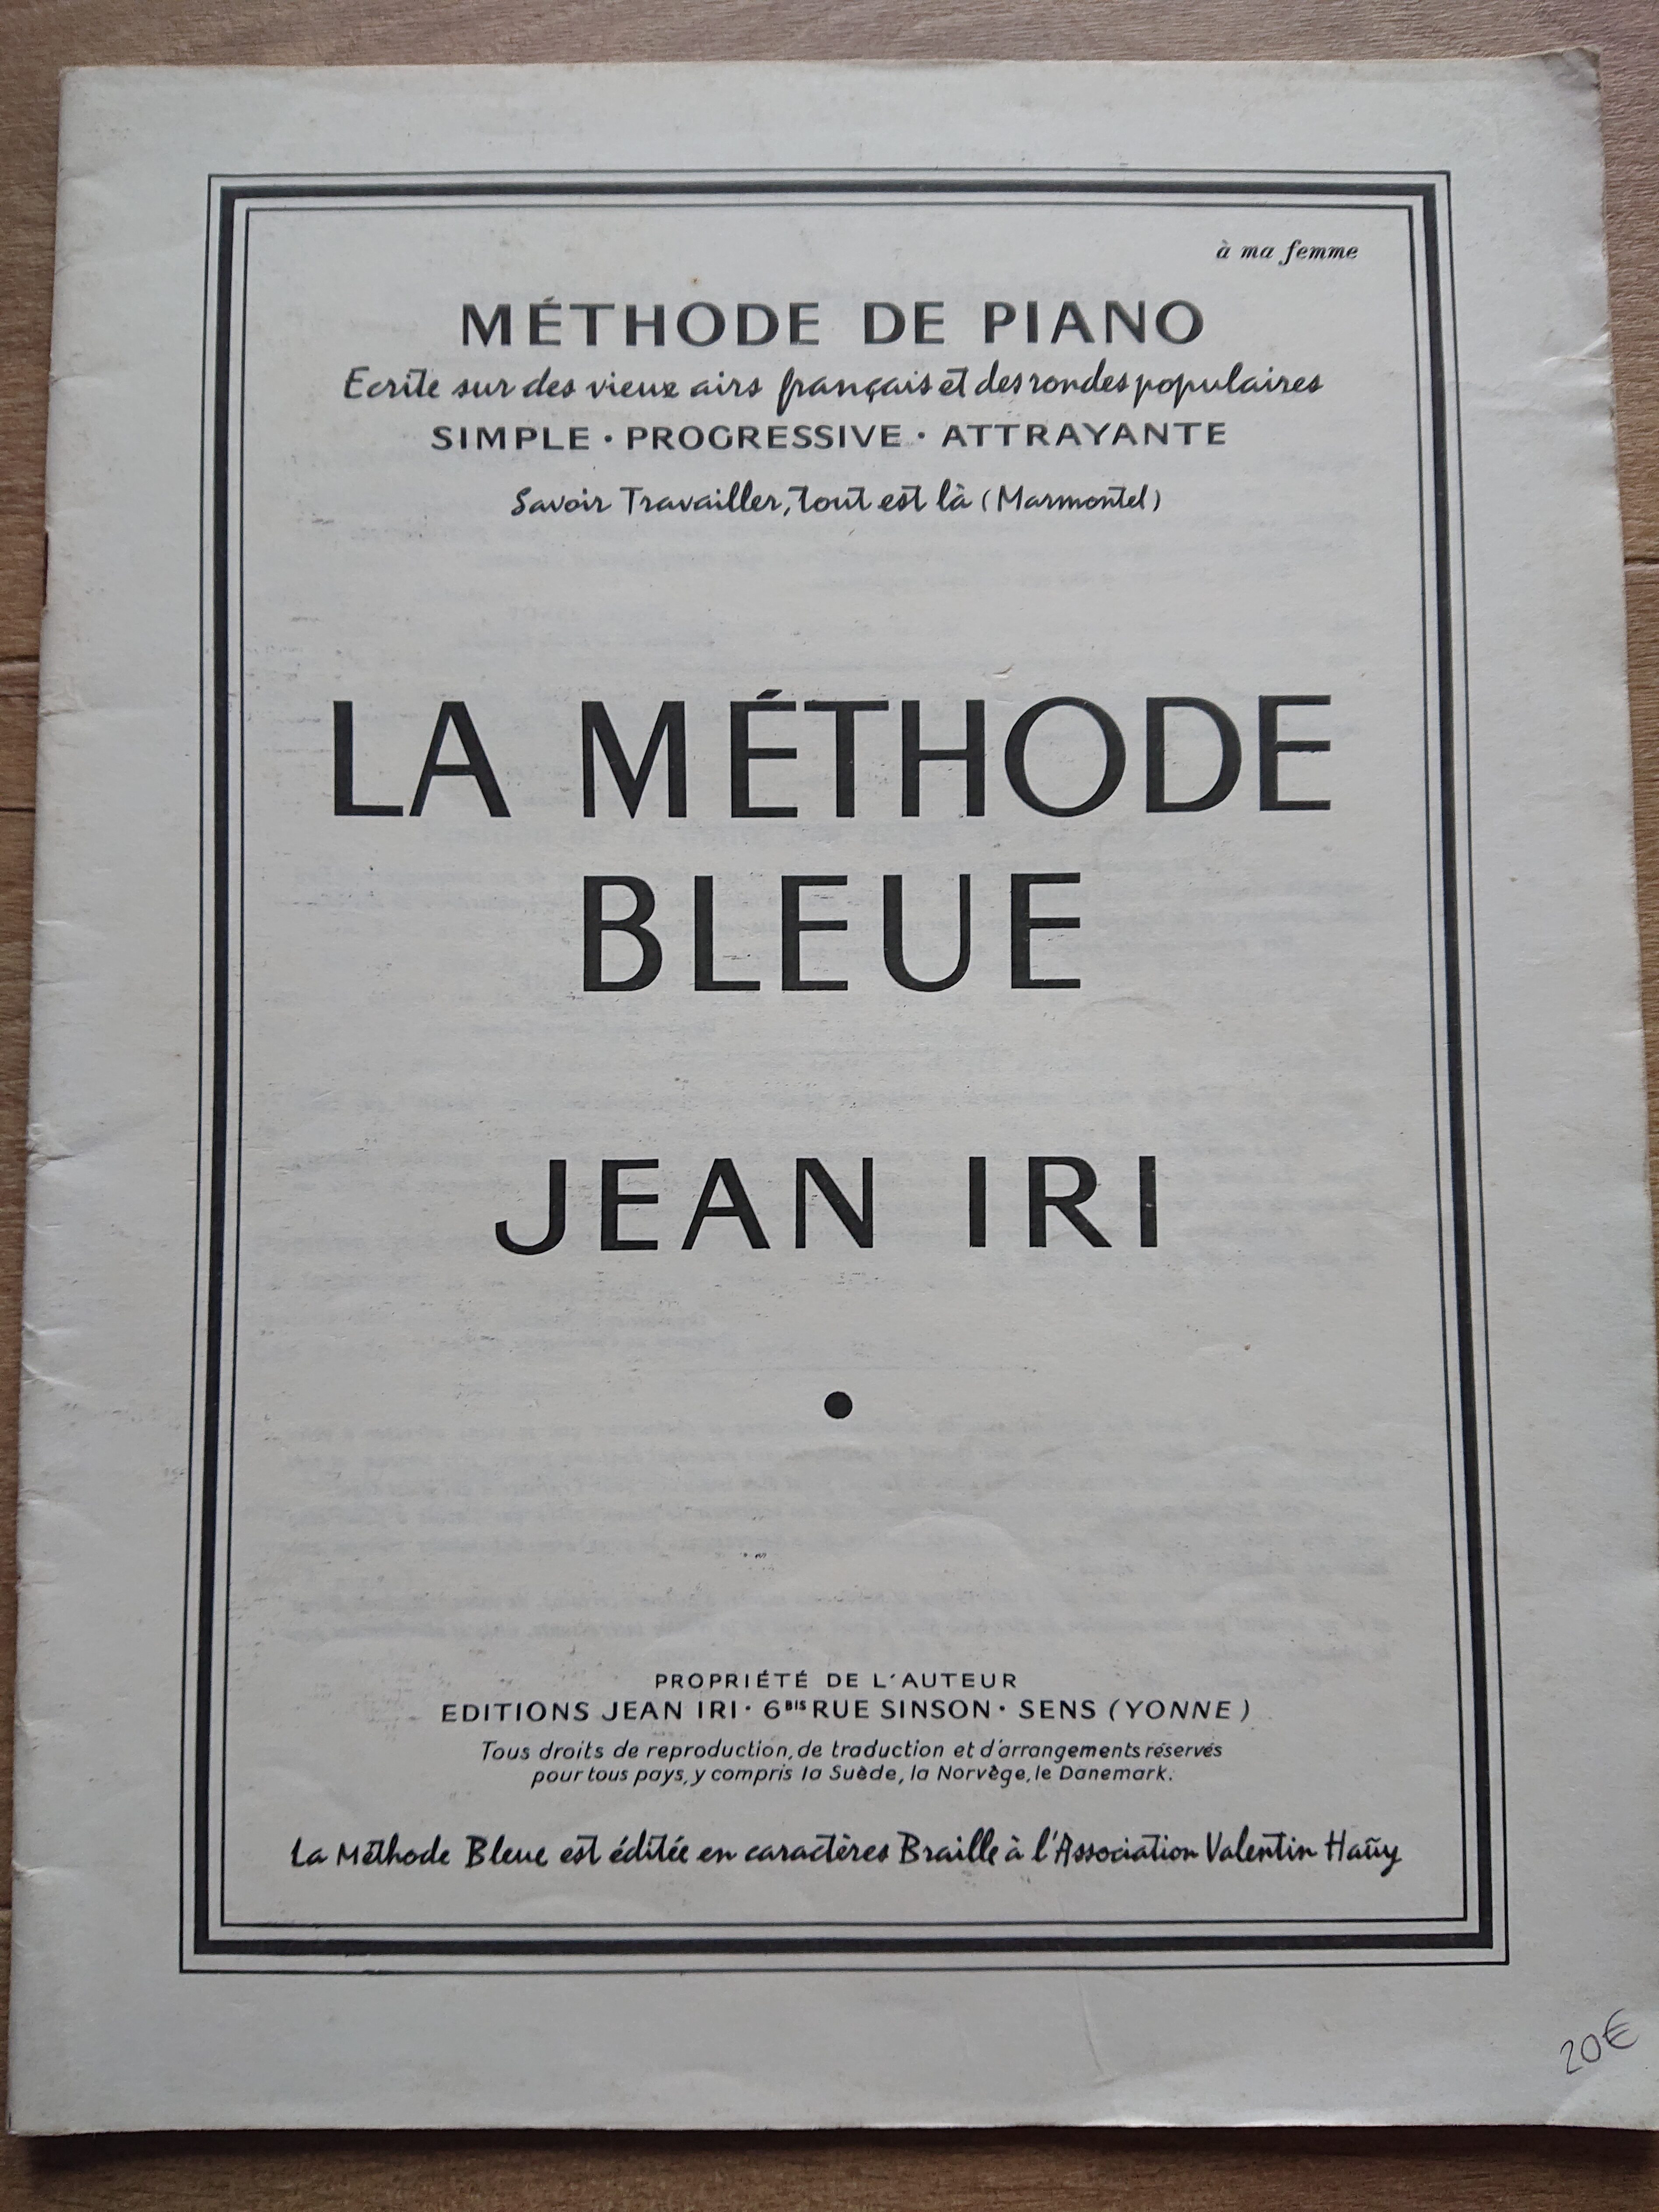 à ma femme
MÉTHODE DE PIANO
Ecrite sur des vieux airs français et des rondes populaires
SIMPLE • PROGRESSIVE • ATTRAYANTE
Savoir Travailler, tout est là (Marmontel)
LA MÉTHODE
BLEUE
JEAN IRI
PROPRIÉTÉ DE L'AUTEUR
EDITIONS JEAN IRI • 6BIS RUE SINSON • SENS (YONNE)
Tous droits de reproduction, de traduction et d'arrangements réservés
pour tous pays, y compris la Suède, la Norvège, le Danemark.
La Méthode Bleue est éditée en caractères Braille à l'Association Valentin Haüy
20€